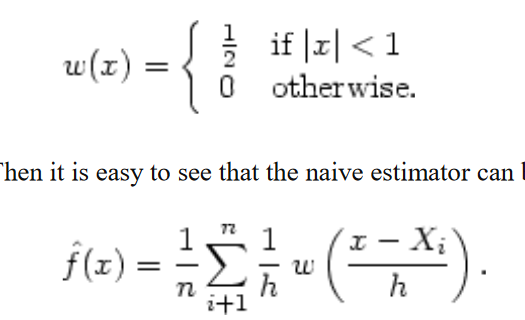 w(x) = { 1/2 if |x| < 1
0 otherwise.
hen it is easy to see that the naive estimator can
f̂(x) = 1/n ∑_{i+1}^{n} 1/h w((x − X_i)/h).